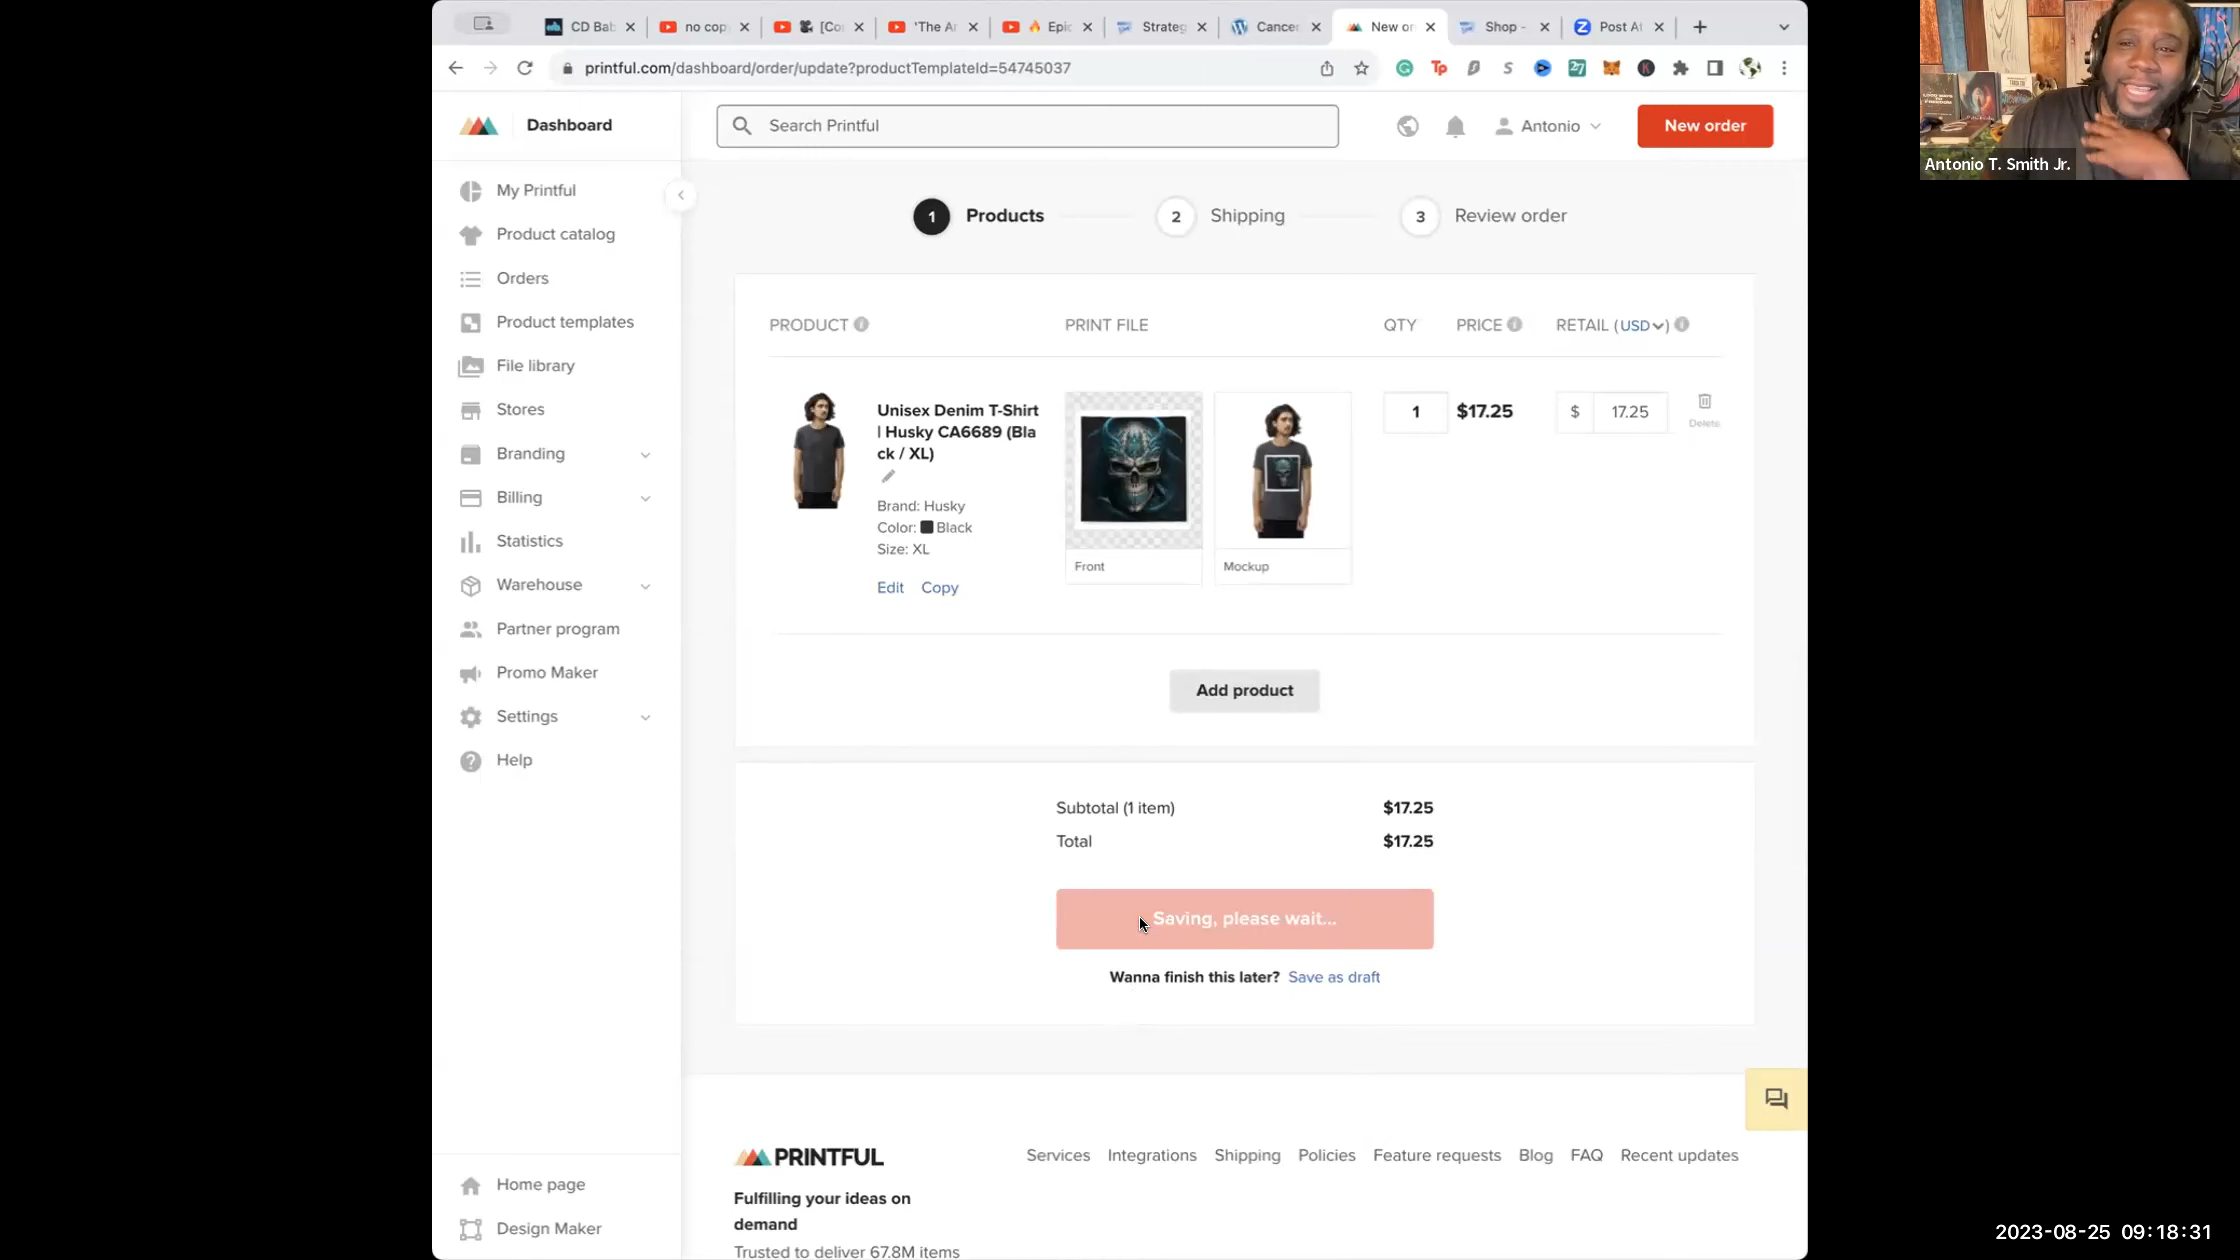 CD Bab
no cop
[Co
'The Ar
Epic
Strateg
Cancer
New or
Shop -
Post At
printful.com/dashboard/order/update?productTemplateId=54745037
Dashboard
Search Printful
Antonio
New order
My Printful
Product catalog
Orders
Product templates
File library
Stores
Branding
Billing
Statistics
Warehouse
Partner program
Promo Maker
Settings
Help
Home page
Design Maker
1 Products
2 Shipping
3 Review order
PRODUCT
PRINT FILE
QTY
PRICE
RETAIL (USD)
Unisex Denim T-Shirt
| Husky CA6689 (Bla
ck / XL)
Brand: Husky
Color: Black
Size: XL
Edit Copy
Front
Mockup
1
$17.25
$ 17.25
Delete
Add product
Subtotal (1 item) $17.25
Total $17.25
Saving, please wait...
Wanna finish this later? Save as draft
PRINTFUL
Services Integrations Shipping Policies Feature requests Blog FAQ Recent updates
Fulfilling your ideas on
demand
Trusted to deliver 67.8M items
Antonio T. Smith Jr.
2023-08-25 09:18:31